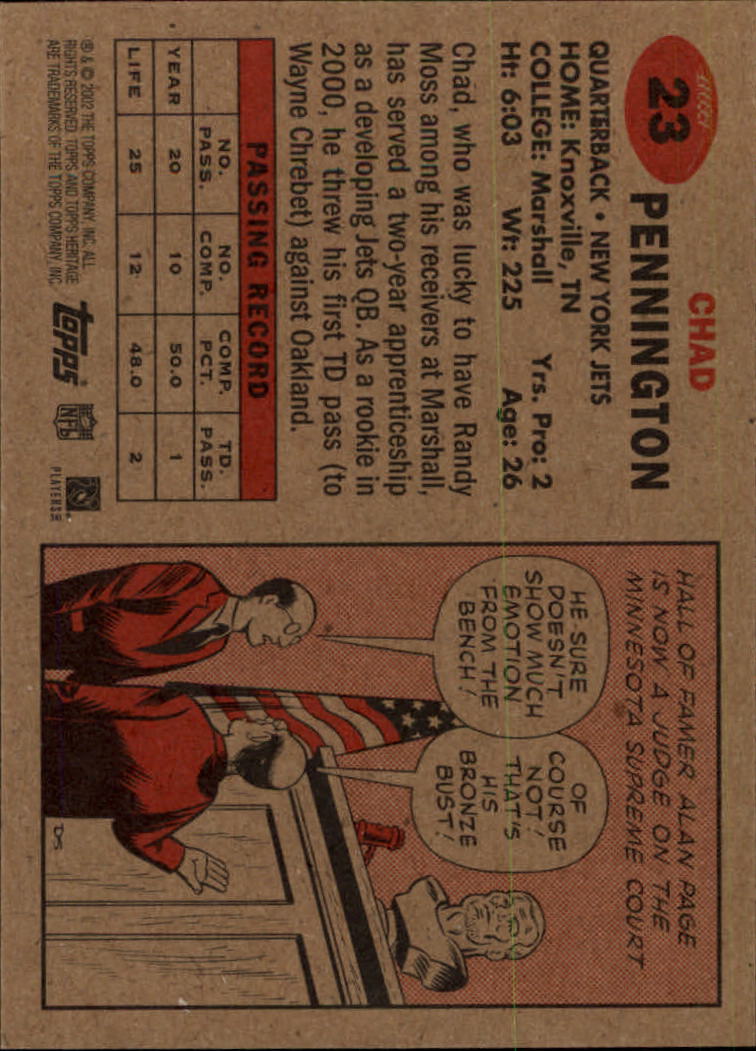 23
CHAD
PENNINGTON
QUARTERBACK • NEW YORK JETS
HOME: Knoxville, TN
COLLEGE: Marshall Yrs. Pro: 2
Ht: 6:03 Wt: 225 Age: 26
Chad, who was lucky to have Randy
Moss among his receivers at Marshall,
has served a two-year apprenticeship
as a developing Jets QB. As a rookie in
2000, he threw his first TD pass (to
Wayne Chrebet) against Oakland.
PASSING RECORD
NO. PASS. NO. COMP. COMP. PCT. TD. PASS.
YEAR 20 10 50.0 1
LIFE 25 12 48.0 2
® & © 2002 THE TOPPS COMPANY, INC. ALL
RIGHTS RESERVED. TOPPS AND TOPPS HERITAGE
ARE TRADEMARKS OF THE TOPPS COMPANY, INC.
topps®
NFL
PLAYERS
HALL OF FAMER ALAN PAGE
IS NOW A JUDGE ON THE
MINNESOTA SUPREME COURT
HE SURE
DOESN'T
SHOW MUCH
EMOTION
FROM THE
BENCH!
OF
COURSE
NOT!
THAT'S
HIS
BRONZE
BUST!